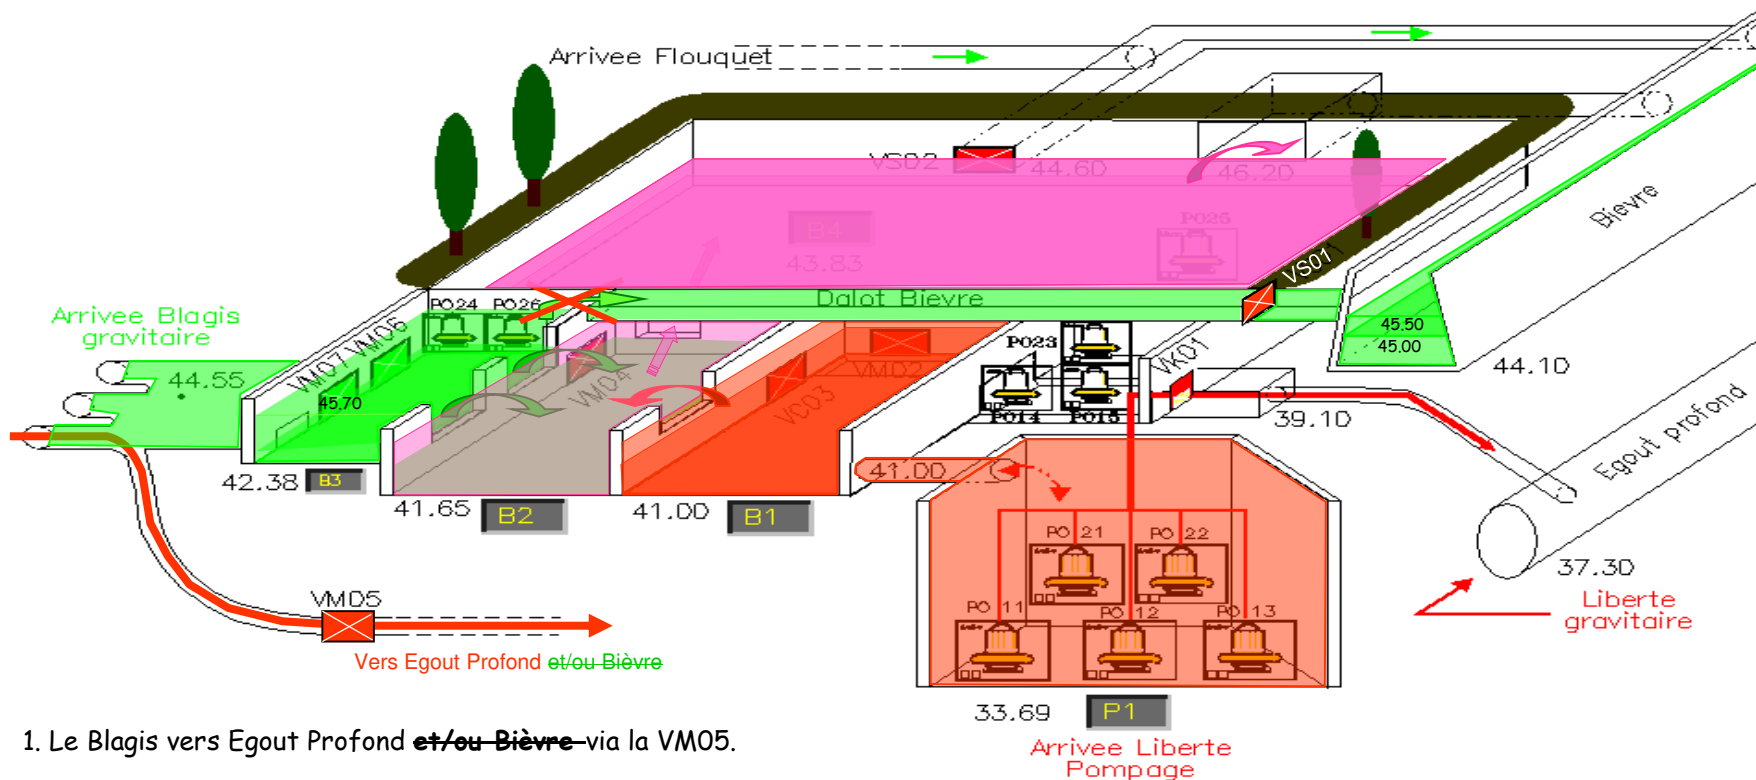 Arrivee Flouquet
VS02
44.60
46.20
Bievre
B4
43.83
PO25
VS01
PO24
PO26
Dalot Bievre
Arrivee Blagis
gravitaire
44.55
VM07
VM06
45,70
VM04
VC03
VM02
PO23
PO14
PO15
VK01
45,50
45,00
44.10
39.10
Egout profond
42.38
B3
41.65
B2
41.00
B1
41.00
PO 21
PO 22
PO 11
PO 12
PO 13
37.30
VM05
Liberte
gravitaire
Vers Egout Profond et/ou Bièvre
33.69
P1
1. Le Blagis vers Egout Profond et/ou Bièvre via la VM05.
Arrivee Liberte
Pompage